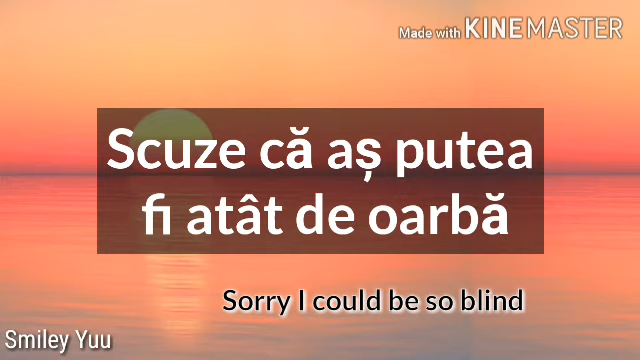 Made with KINEMASTER
Scuze că aș putea
fi atât de oarbă
Sorry I could be so blind
Smiley Yuu